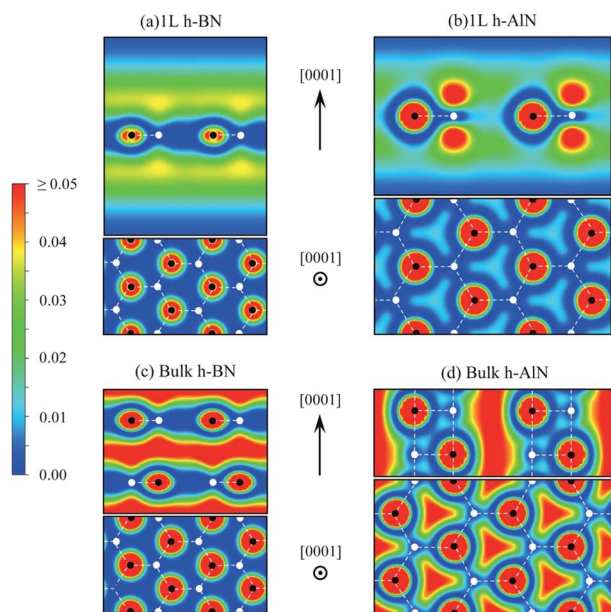 (a)1L h-BN
(b)1L h-AlN
[0001]
≥ 0.05
0.04
0.03
0.02
0.01
0.00
[0001]
(c) Bulk h-BN
(d) Bulk h-AlN
[0001]
[0001]